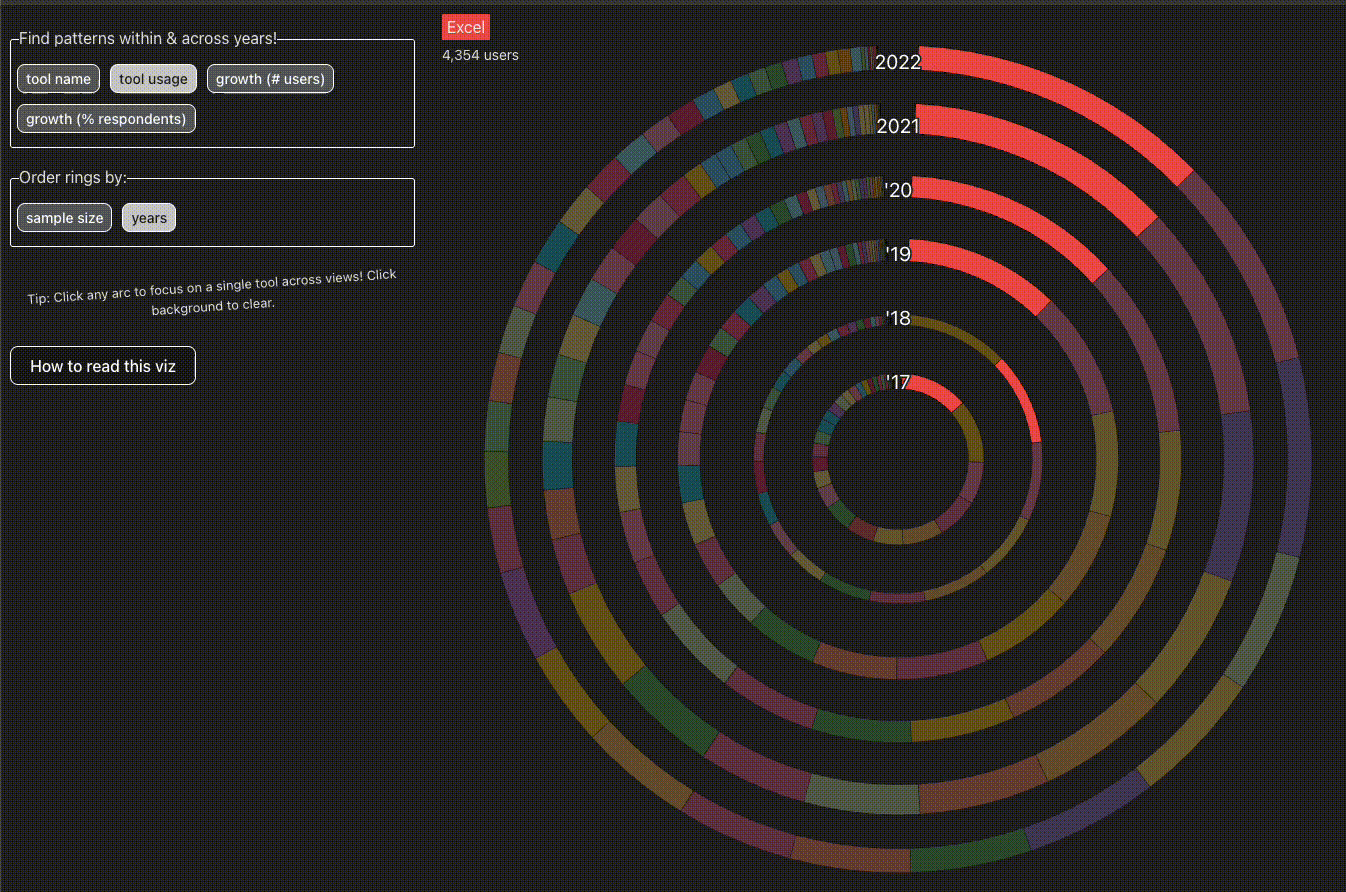 Find patterns within & across years!
tool name
tool usage
growth (# users)
growth (% respondents)
Order rings by:
sample size
years
Tip: Click any arc to focus on a single tool across views! Click
background to clear.
How to read this viz
Excel
4,354 users
2022
2021
'20
'19
'18
'17